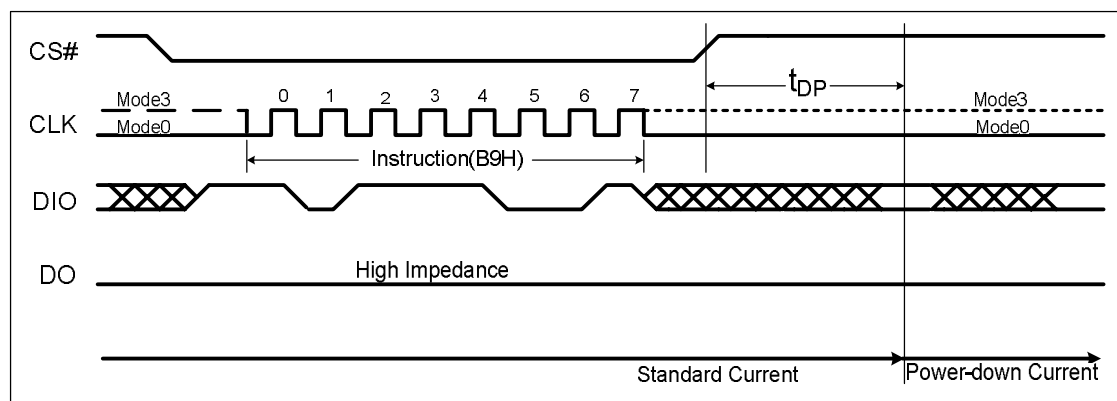 CS#
tDP
Mode3
0 1 2 3 4 5 6 7
Mode3
CLK
Mode0
Mode0
Instruction(B9H)
DIO
High Impedance
DO
Standard Current
Power-down Current